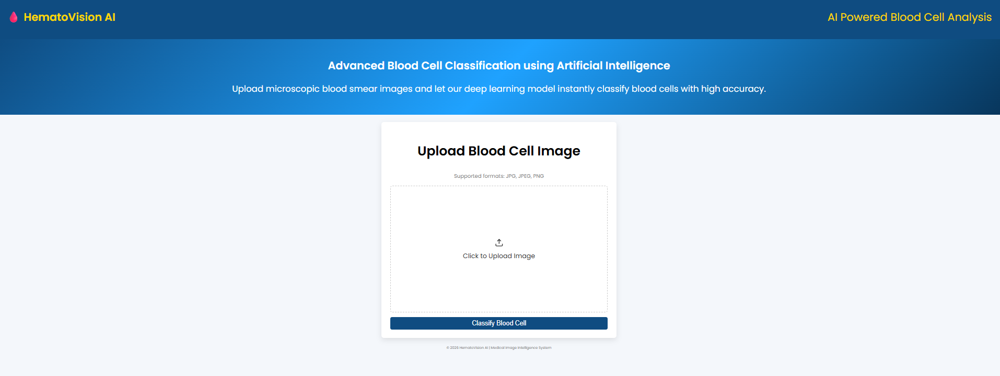 HematoVision AI
AI Powered Blood Cell Analysis
Advanced Blood Cell Classification using Artificial Intelligence
Upload microscopic blood smear images and let our deep learning model instantly classify blood cells with high accuracy.
Upload Blood Cell Image
Supported formats: JPG, JPEG, PNG
Click to Upload Image
Classify Blood Cell
© 2026 HematoVision AI | Medical Image Intelligence System